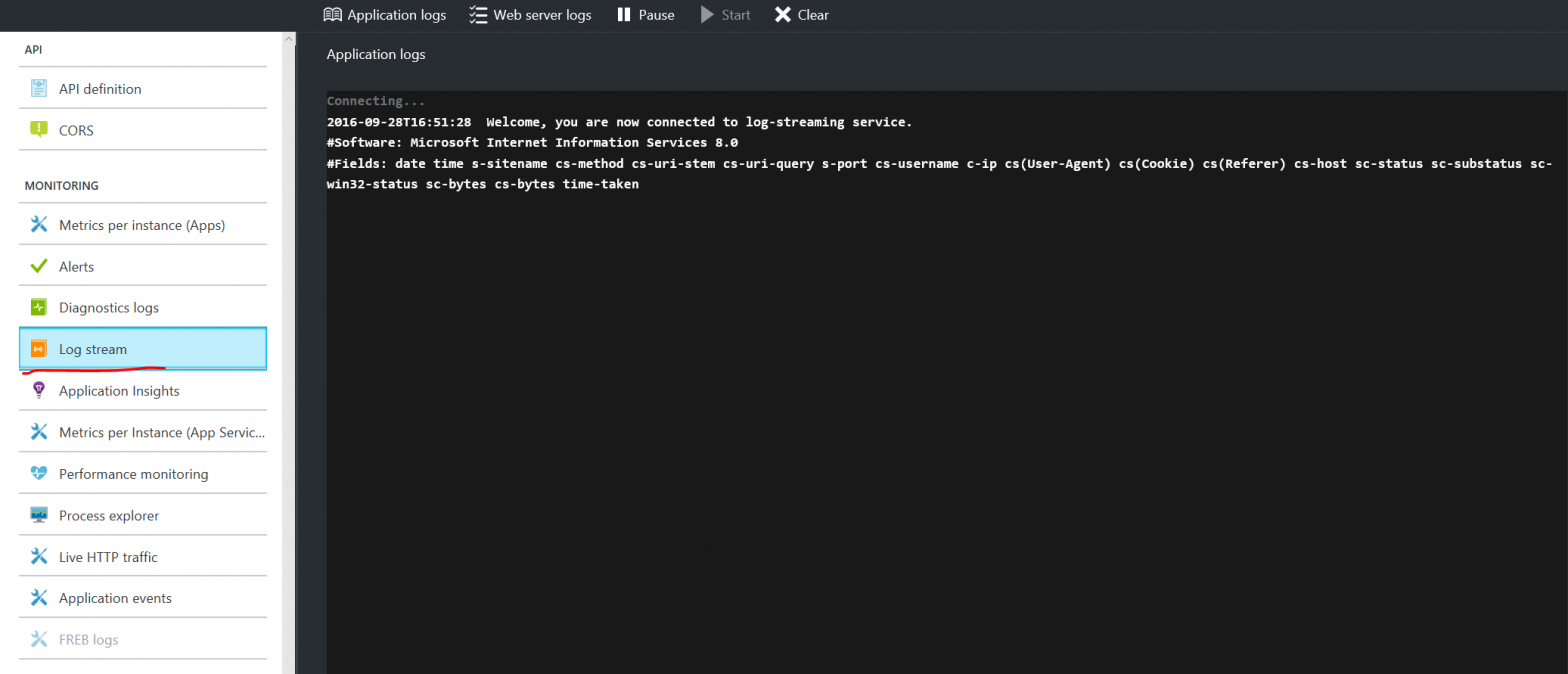 Application logs
Web server logs
Pause
Start
Clear
API
API definition
CORS
MONITORING
Metrics per instance (Apps)
Alerts
Diagnostics logs
Log stream
Application Insights
Metrics per Instance (App Servic...
Performance monitoring
Process explorer
Live HTTP traffic
Application events
FREB logs
Application logs
Connecting...
2016-09-28T16:51:28  Welcome, you are now connected to log-streaming service.
#Software: Microsoft Internet Information Services 8.0
#Fields: date time s-sitename cs-method cs-uri-stem cs-uri-query s-port cs-username c-ip cs(User-Agent) cs(Cookie) cs(Referer) cs-host sc-status sc-substatus sc-
win32-status sc-bytes cs-bytes time-taken